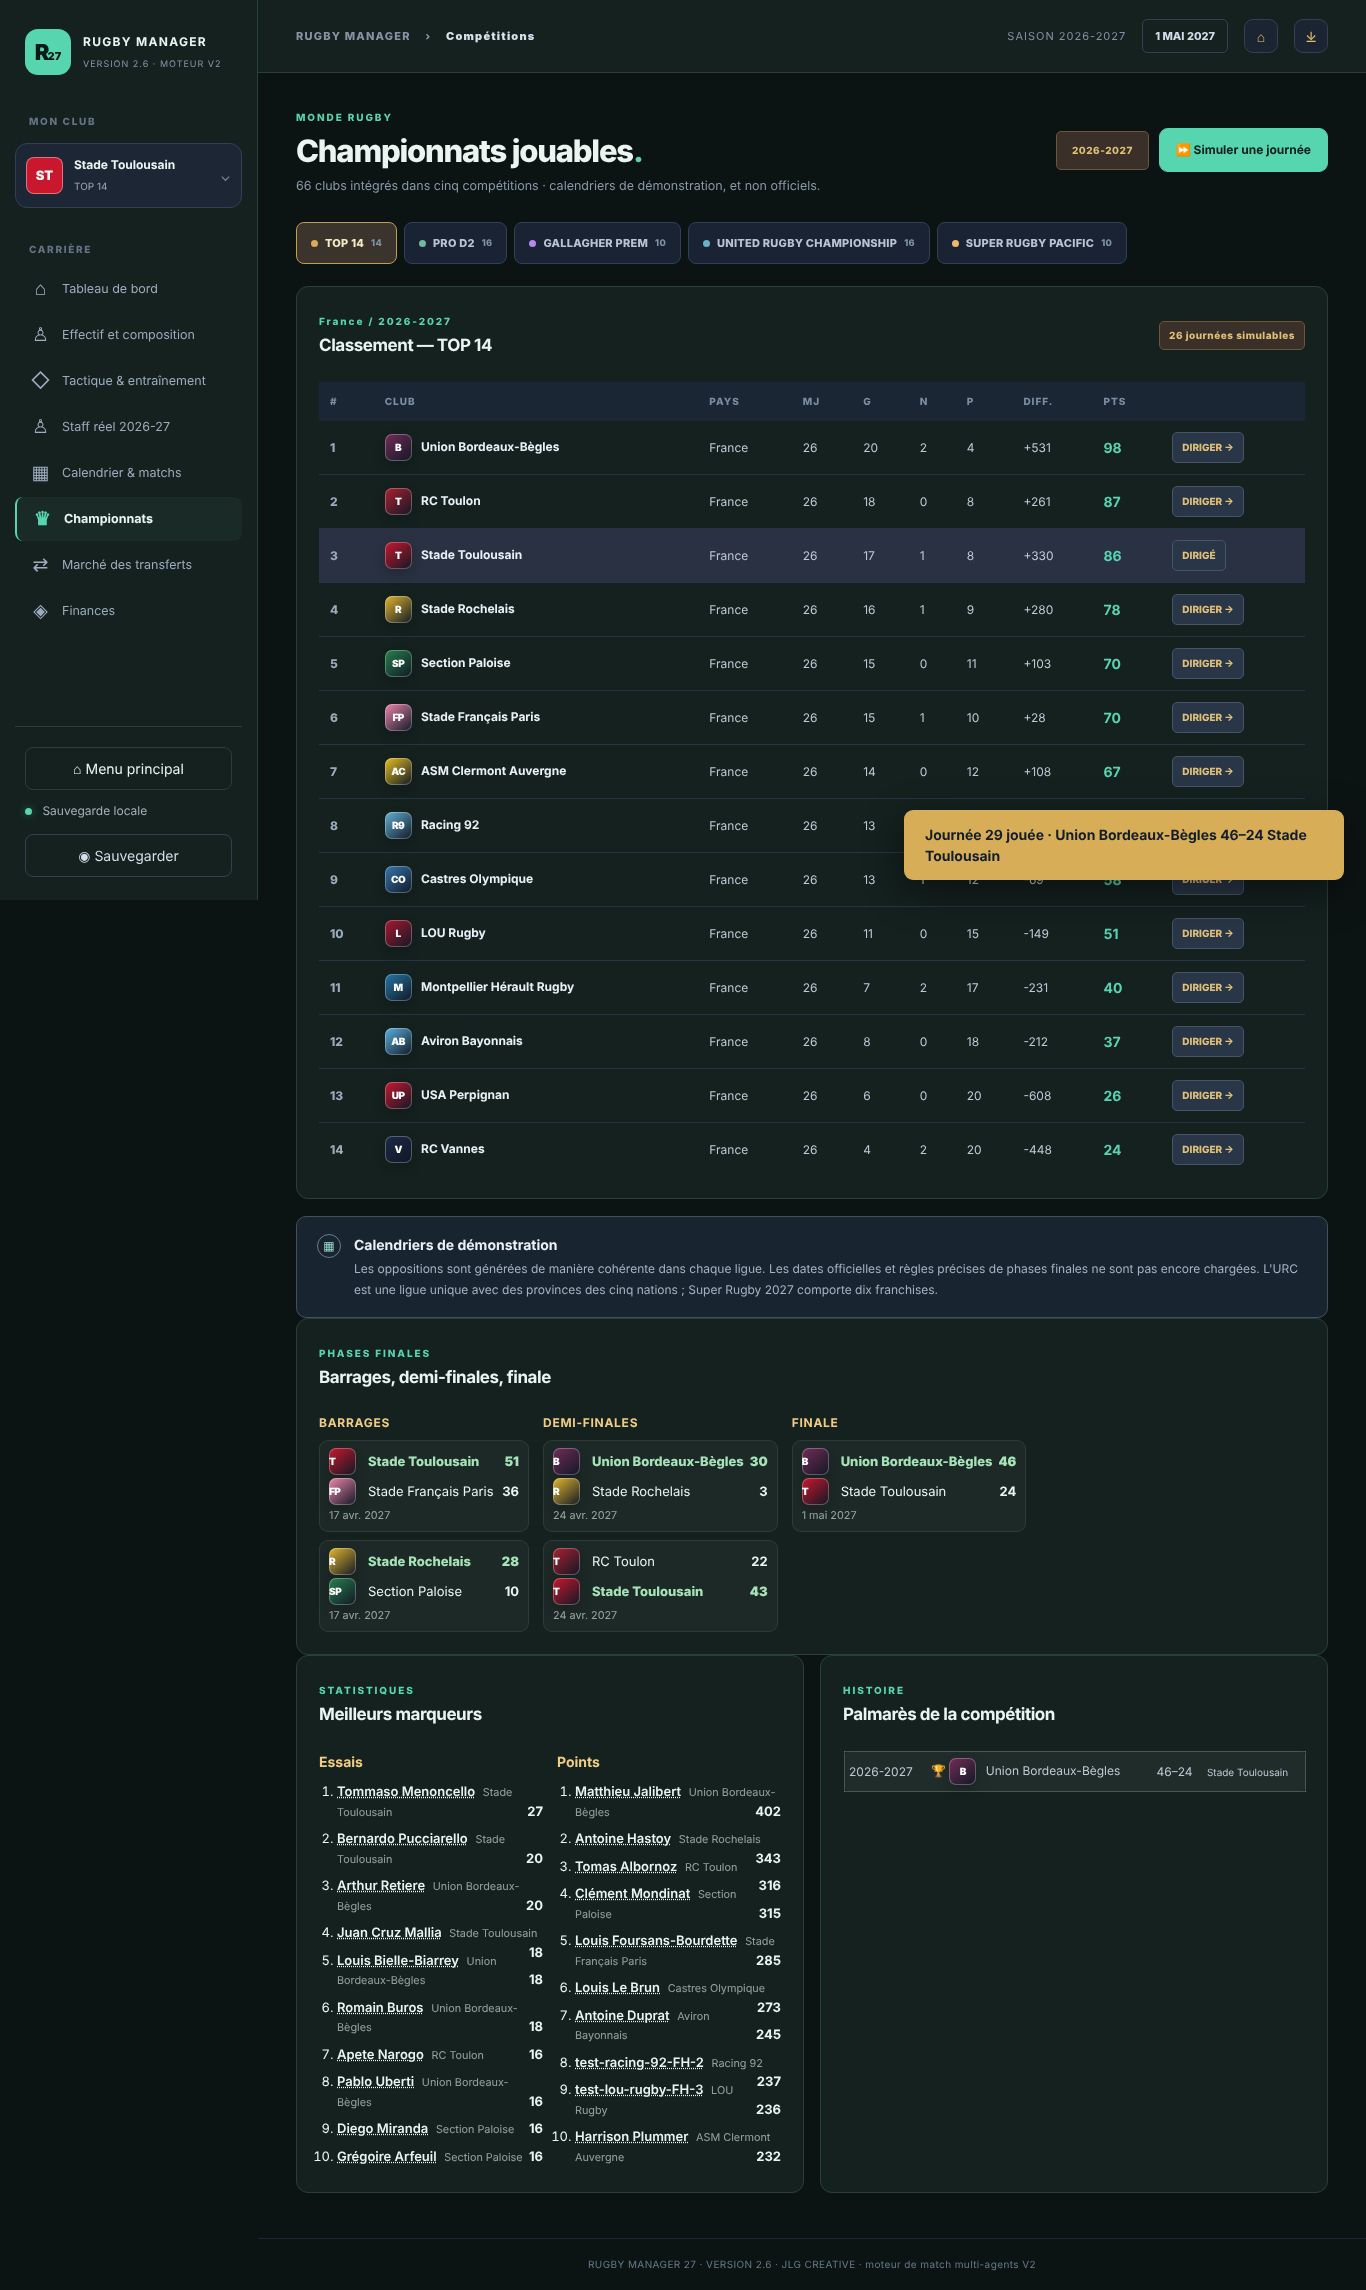 R27
RUGBY MANAGER
VERSION 2.6 · MOTEUR V2
MON CLUB
ST
Stade Toulousain
TOP 14
CARRIÈRE
Tableau de bord
Effectif et composition
Tactique & entraînement
Staff réel 2026-27
Calendrier & matchs
Championnats
Marché des transferts
Finances
Menu principal
Sauvegarde locale
Sauvegarder
RUGBY MANAGER › Compétitions
SAISON 2026-2027 1 MAI 2027
MONDE RUGBY
Championnats jouables.
66 clubs intégrés dans cinq compétitions · calendriers de démonstration, et non officiels.
2026-2027
⏩ Simuler une journée
TOP 14 14 PRO D2 16 GALLAGHER PREM 10 UNITED RUGBY CHAMPIONSHIP 16 SUPER RUGBY PACIFIC 10
France / 2026-2027
Classement — TOP 14
26 journées simulables
# CLUB PAYS MJ G N P DIFF. PTS
1 B Union Bordeaux-Bègles France 26 20 2 4 +531 98 DIRIGER →
2 T RC Toulon France 26 18 0 8 +261 87 DIRIGER →
3 T Stade Toulousain France 26 17 1 8 +330 86 DIRIGÉ
4 R Stade Rochelais France 26 16 1 9 +280 78 DIRIGER →
5 SP Section Paloise France 26 15 0 11 +103 70 DIRIGER →
6 FP Stade Français Paris France 26 15 1 10 +28 70 DIRIGER →
7 AC ASM Clermont Auvergne France 26 14 0 12 +108 67 DIRIGER →
8 R9 Racing 92 France 26 13
Journée 29 jouée · Union Bordeaux-Bègles 46–24 Stade
Toulousain
9 CO Castres Olympique France 26 13 1 12 58 DIRIGER →
10 L LOU Rugby France 26 11 0 15 -149 51 DIRIGER →
11 M Montpellier Hérault Rugby France 26 7 2 17 -231 40 DIRIGER →
12 AB Aviron Bayonnais France 26 8 0 18 -212 37 DIRIGER →
13 UP USA Perpignan France 26 6 0 20 -608 26 DIRIGER →
14 V RC Vannes France 26 4 2 20 -448 24 DIRIGER →
Calendriers de démonstration
Les oppositions sont générées de manière cohérente dans chaque ligue. Les dates officielles et règles précises de phases finales ne sont pas encore chargées. L'URC
est une ligue unique avec des provinces des cinq nations ; Super Rugby 2027 comporte dix franchises.
PHASES FINALES
Barrages, demi-finales, finale
BARRAGES
T Stade Toulousain 51
FP Stade Français Paris 36
17 avr. 2027
R Stade Rochelais 28
SP Section Paloise 10
17 avr. 2027
DEMI-FINALES
B Union Bordeaux-Bègles 30
R Stade Rochelais 3
24 avr. 2027
T RC Toulon 22
T Stade Toulousain 43
24 avr. 2027
FINALE
B Union Bordeaux-Bègles 46
T Stade Toulousain 24
1 mai 2027
STATISTIQUES
Meilleurs marqueurs
Essais
1. Tommaso Menoncello Stade
Toulousain 27
2. Bernardo Pucciarello Stade
Toulousain 20
3. Arthur Retiere Union Bordeaux-
Bègles 20
4. Juan Cruz Mallia Stade Toulousain
18
5. Louis Bielle-Biarrey Union
Bordeaux-Bègles 18
6. Romain Buros Union Bordeaux-
Bègles 18
7. Apete Narogo RC Toulon 16
8. Pablo Uberti Union Bordeaux-
Bègles 16
9. Diego Miranda Section Paloise 16
10. Grégoire Arfeuil Section Paloise 16
Points
1. Matthieu Jalibert Union Bordeaux-
Bègles 402
2. Antoine Hastoy Stade Rochelais
343
3. Tomas Albornoz RC Toulon
316
4. Clément Mondinat Section
Paloise 315
5. Louis Foursans-Bourdette Stade
Français Paris 285
6. Louis Le Brun Castres Olympique
273
7. Antoine Duprat Aviron
Bayonnais 245
8. test-racing-92-FH-2 Racing 92
237
9. test-lou-rugby-FH-3 LOU
Rugby 236
10. Harrison Plummer ASM Clermont
Auvergne 232
HISTOIRE
Palmarès de la compétition
2026-2027 🏆 B Union Bordeaux-Bègles 46–24 Stade Toulousain
RUGBY MANAGER 27 · VERSION 2.6 · JLG CREATIVE · moteur de match multi-agents V2